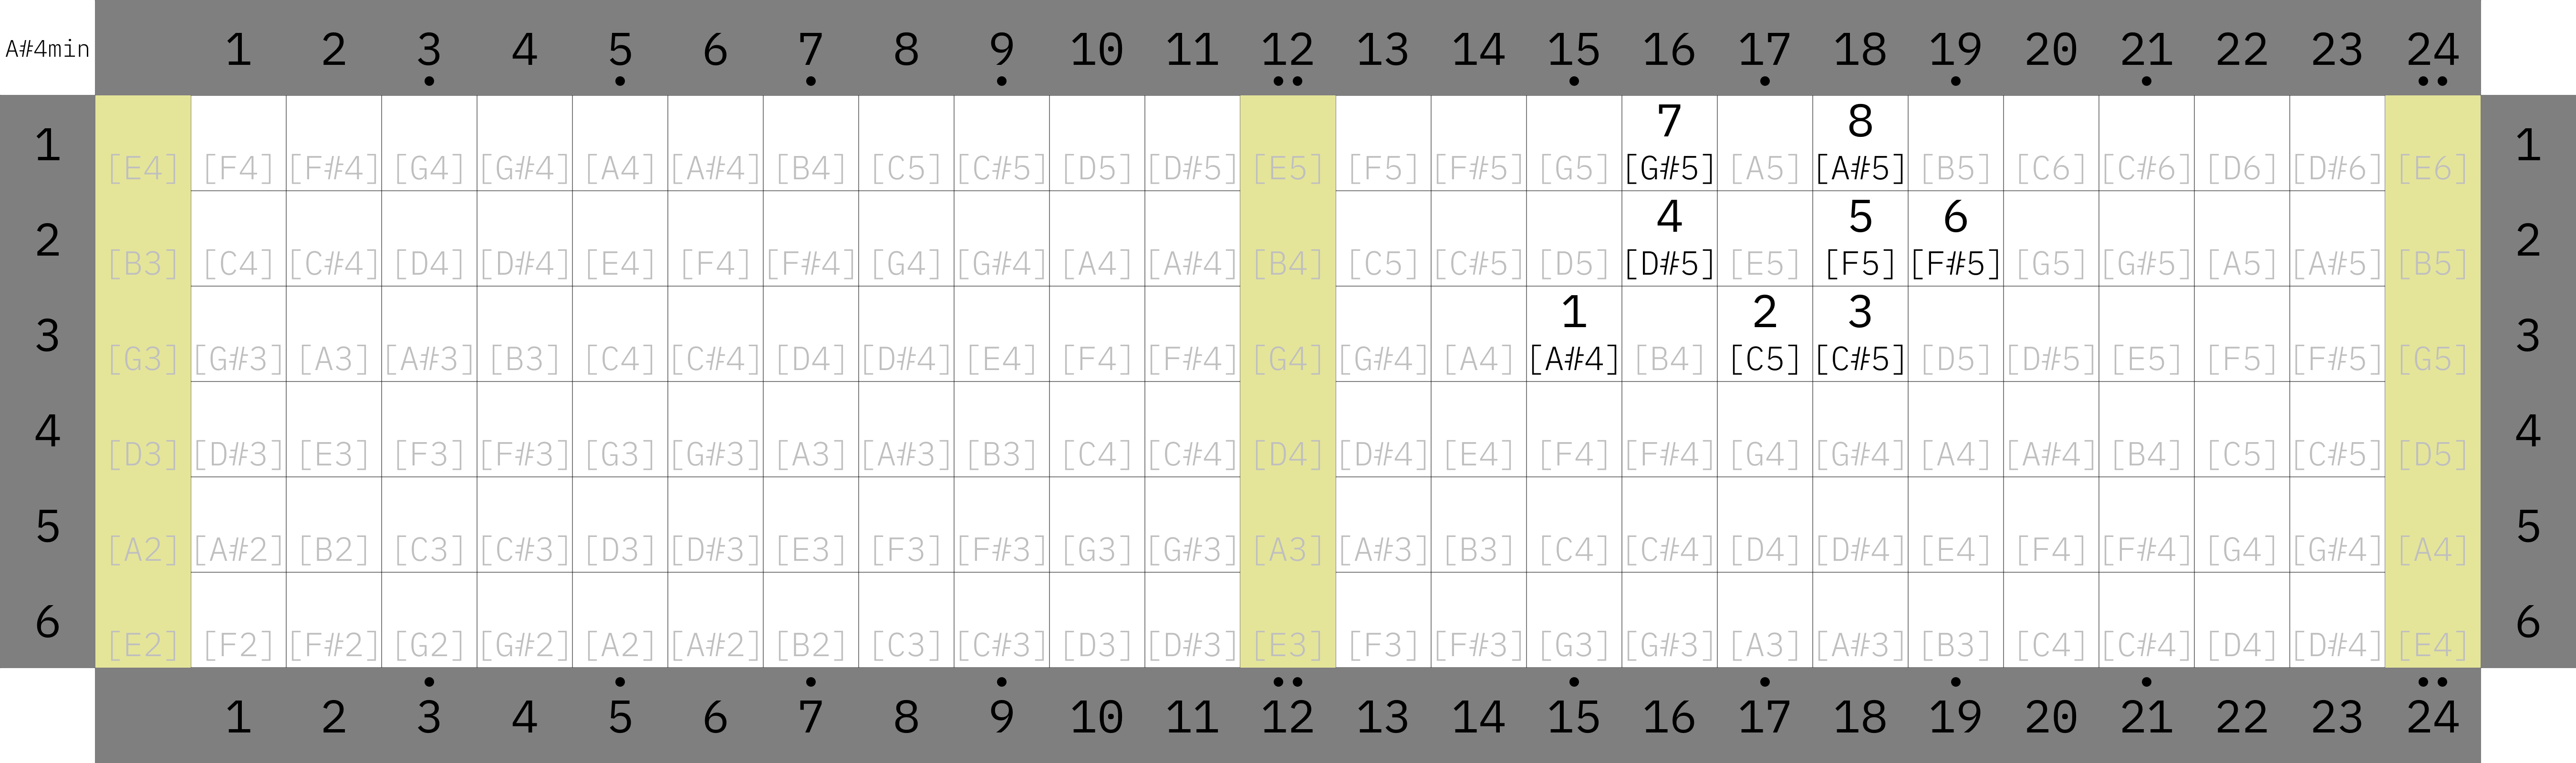 A#4min 1 2 3 4 5 6 7 8 9 10 11 12 13 14 15 16 17 18 19 20 21 22 23 24
7 8
1 [E4] [F4] [F#4] [G4] [G#4] [A4] [A#4] [B4] [C5] [C#5] [D5] [D#5] [E5] [F5] [F#5] [G5] [G#5] [A5] [A#5] [B5] [C6] [C#6] [D6] [D#6] [E6] 1
4 5 6
2 [B3] [C4] [C#4] [D4] [D#4] [E4] [F4] [F#4] [G4] [G#4] [A4] [A#4] [B4] [C5] [C#5] [D5] [D#5] [E5] [F5] [F#5] [G5] [G#5] [A5] [A#5] [B5] 2
1 2 3
3 [G3] [G#3] [A3] [A#3] [B3] [C4] [C#4] [D4] [D#4] [E4] [F4] [F#4] [G4] [G#4] [A4] [A#4] [B4] [C5] [C#5] [D5] [D#5] [E5] [F5] [F#5] [G5] 3
4 [D3] [D#3] [E3] [F3] [F#3] [G3] [G#3] [A3] [A#3] [B3] [C4] [C#4] [D4] [D#4] [E4] [F4] [F#4] [G4] [G#4] [A4] [A#4] [B4] [C5] [C#5] [D5] 4
5 [A2] [A#2] [B2] [C3] [C#3] [D3] [D#3] [E3] [F3] [F#3] [G3] [G#3] [A3] [A#3] [B3] [C4] [C#4] [D4] [D#4] [E4] [F4] [F#4] [G4] [G#4] [A4] 5
6 [E2] [F2] [F#2] [G2] [G#2] [A2] [A#2] [B2] [C3] [C#3] [D3] [D#3] [E3] [F3] [F#3] [G3] [G#3] [A3] [A#3] [B3] [C4] [C#4] [D4] [D#4] [E4] 6
1 2 3 4 5 6 7 8 9 10 11 12 13 14 15 16 17 18 19 20 21 22 23 24